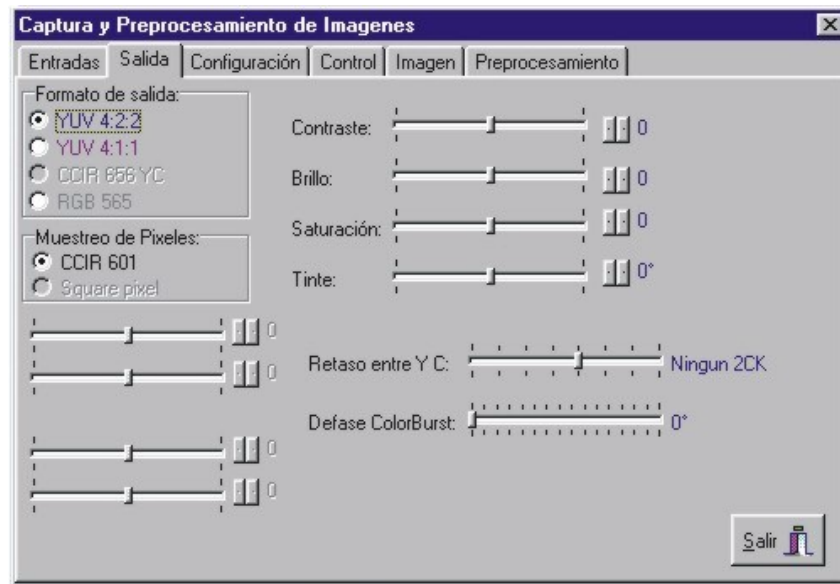 Captura y Preprocesamiento de Imagenes
Entradas Salida Configuración Control Imagen Preprocesamiento
Formato de salida:
YUV 4:2:2
YUV 4:1:1
CCIR 656 YC
RGB 565
Muestreo de Pixeles:
CCIR 601
Square pixel
Contraste: 0
Brillo: 0
Saturación: 0
Tinte: 0°
0
0
0
0
Retaso entre Y C: Ningun 2CK
Defase ColorBurst: 0°
Salir